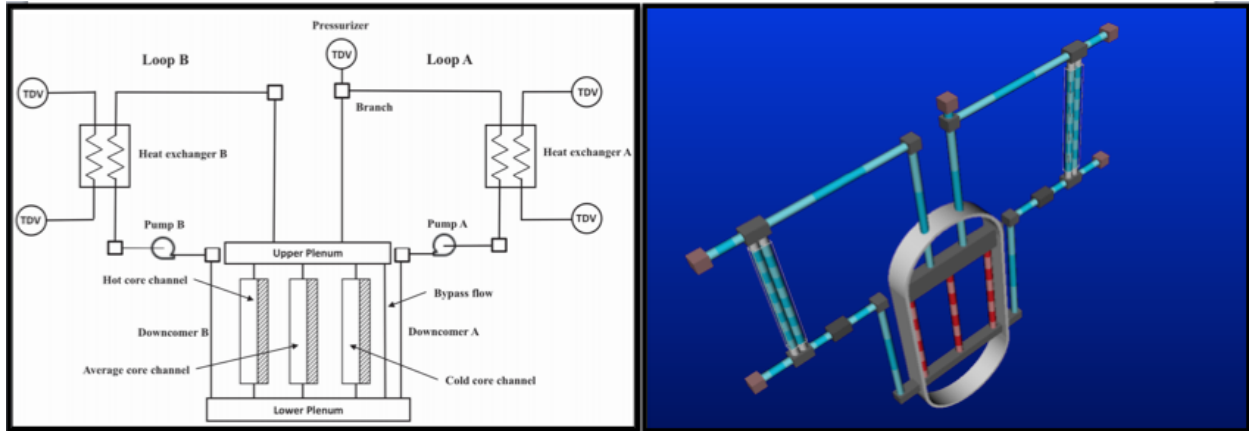 Pressurizer
TDV
Loop B
Loop A
TDV
TDV
Branch
Heat exchanger B
Heat exchanger A
TDV
TDV
Pump B
Pump A
Upper Plenum
Hot core channel
Bypass flow
Downcomer B
Downcomer A
Average core channel
Cold core channel
Lower Plenum